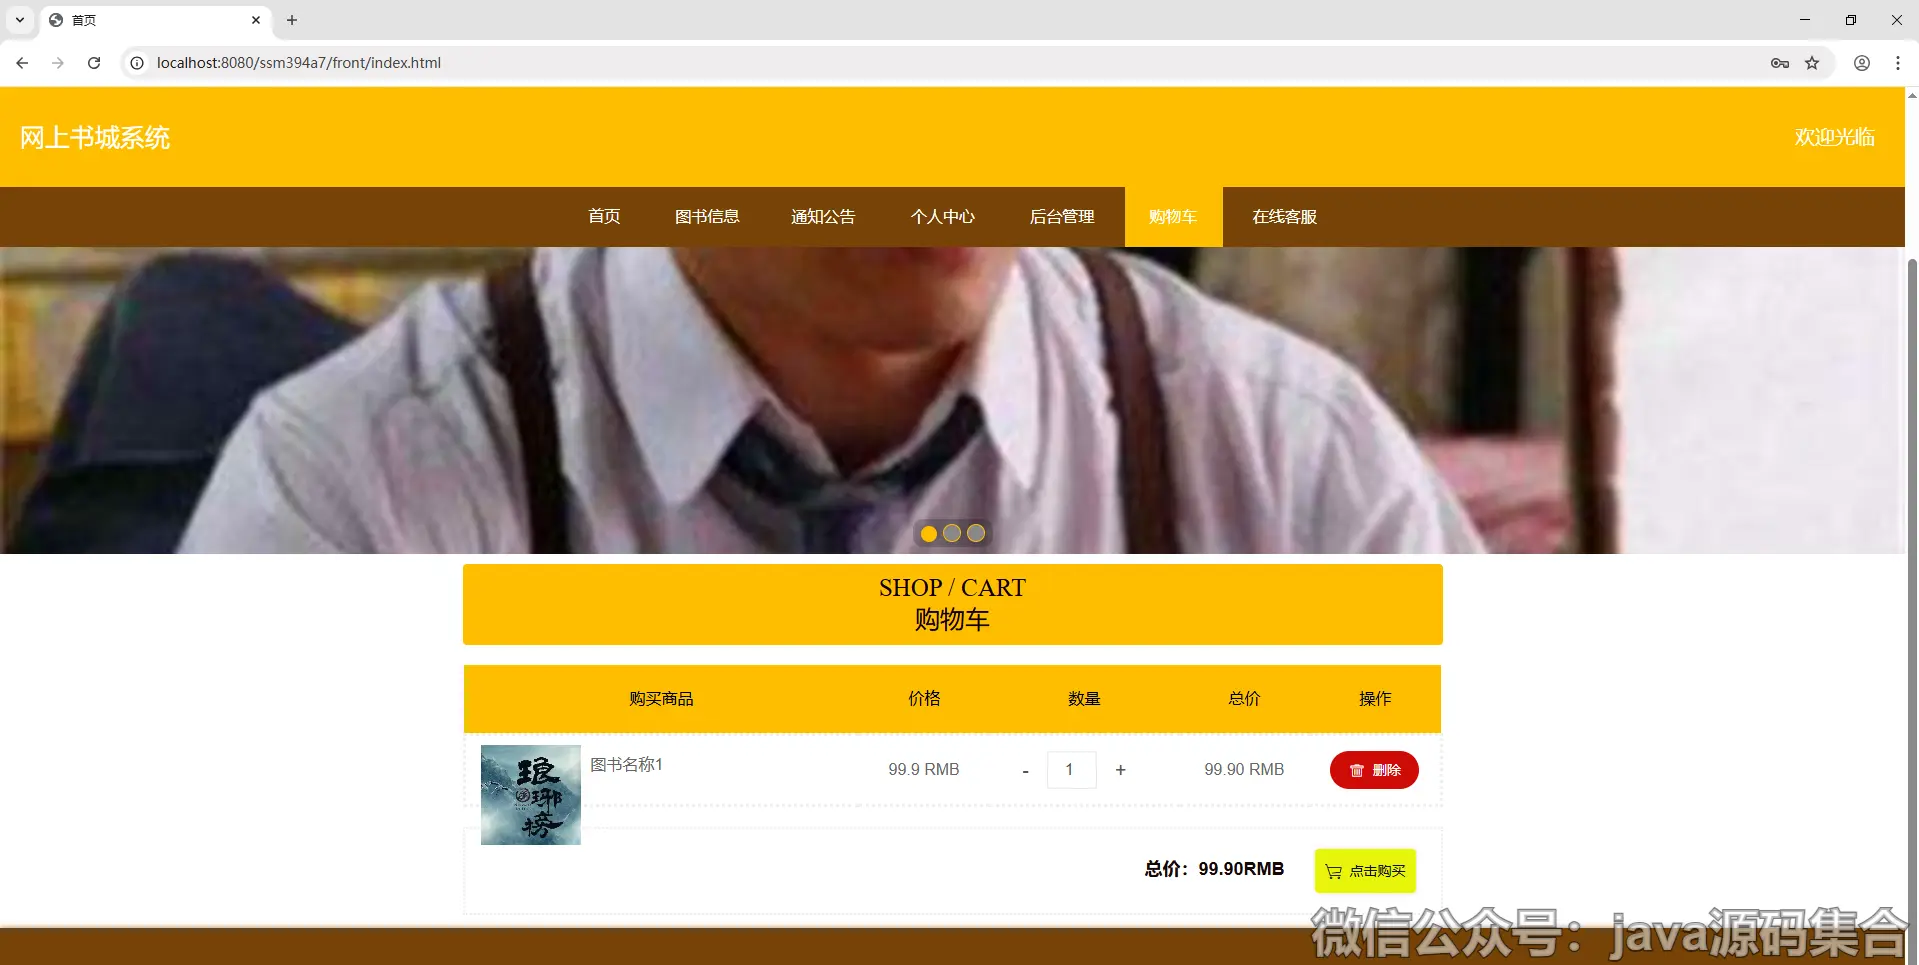 首页
localhost:8080/ssm394a7/front/index.html
网上书城系统
欢迎光临
首页 图书信息 通知公告 个人中心 后台管理 购物车 在线客服
SHOP / CART
购物车
购买商品 价格 数量 总价 操作
琅琊榜
图书名称1 99.9 RMB - 1 + 99.90 RMB 删除
总价：99.90RMB 点击购买
微信公众号：java源码集合